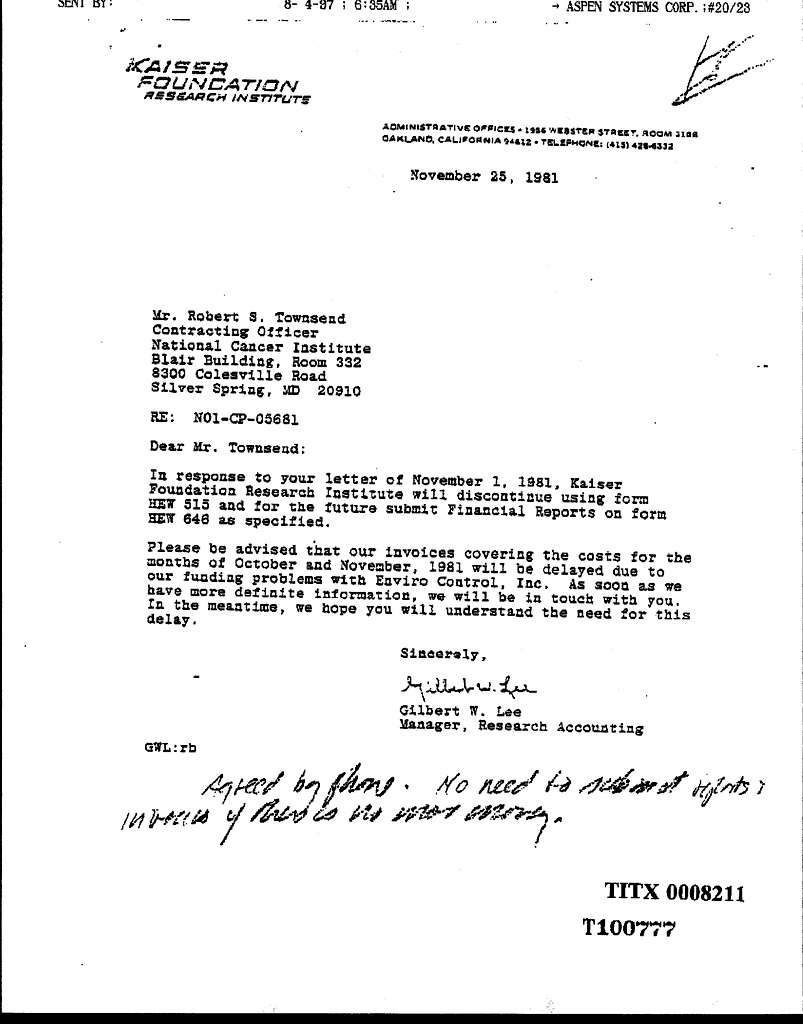 SENT BY: 8- 4-97 ; 6:35AM ; → ASPEN SYSTEMS CORP.;#20/23
KAISER
FOUNDATION
RESEARCH INSTITUTE
ADMINISTRATIVE OFFICES • 1956 WEBSTER STREET, ROOM 310B
OAKLAND, CALIFORNIA 94612 • TELEPHONE: (415) 428-6332
November 25, 1981
Mr. Robert S. Townsend
Contracting Officer
National Cancer Institute
Blair Building, Room 332
8300 Colesville Road
Silver Spring, MD 20910
RE: N01-CP-05681
Dear Mr. Townsend:
In response to your letter of November 1, 1981, Kaiser
Foundation Research Institute will discontinue using form
HEW 515 and for the future submit Financial Reports on form
HEW 646 as specified.
Please be advised that our invoices covering the costs for the
months of October and November, 1981 will be delayed due to
our funding problems with Enviro Control, Inc. As soon as we
have more definite information, we will be in touch with you.
In the meantime, we hope you will understand the need for this
delay.
Sincerely,
Gilbert W. Lee
Gilbert W. Lee
Manager, Research Accounting
GWL:rb
Agreed by phone. No need to submit reports &
invoices if there is no more money.
TITX 0008211
T100777